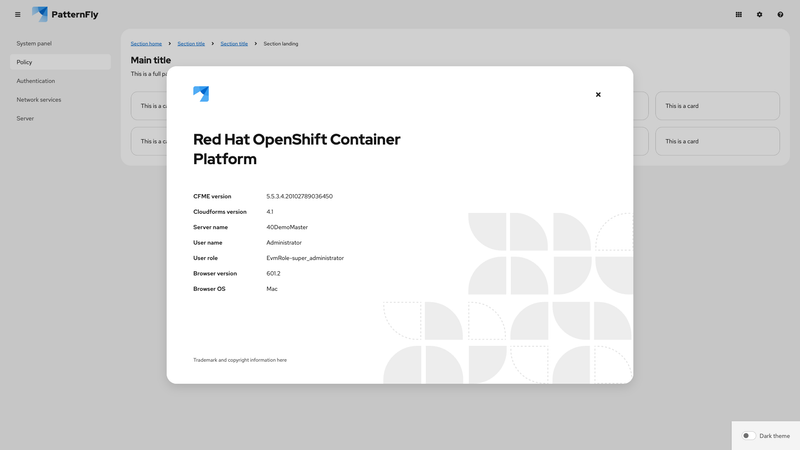 PatternFly
System panel
Policy
Authentication
Network services
Server
Section home
Section title
Section title
Section landing
Main title
This is a full pa
This is a ca
This is a card
This is a ca
This is a card
Red Hat OpenShift Container
Platform
CFME version 5.5.3.4.20102789036450
Cloudforms version 4.1
Server name 40DemoMaster
User name Administrator
User role EvmRole-super_administrator
Browser version 601.2
Browser OS Mac
Trademark and copyright information here
Dark theme